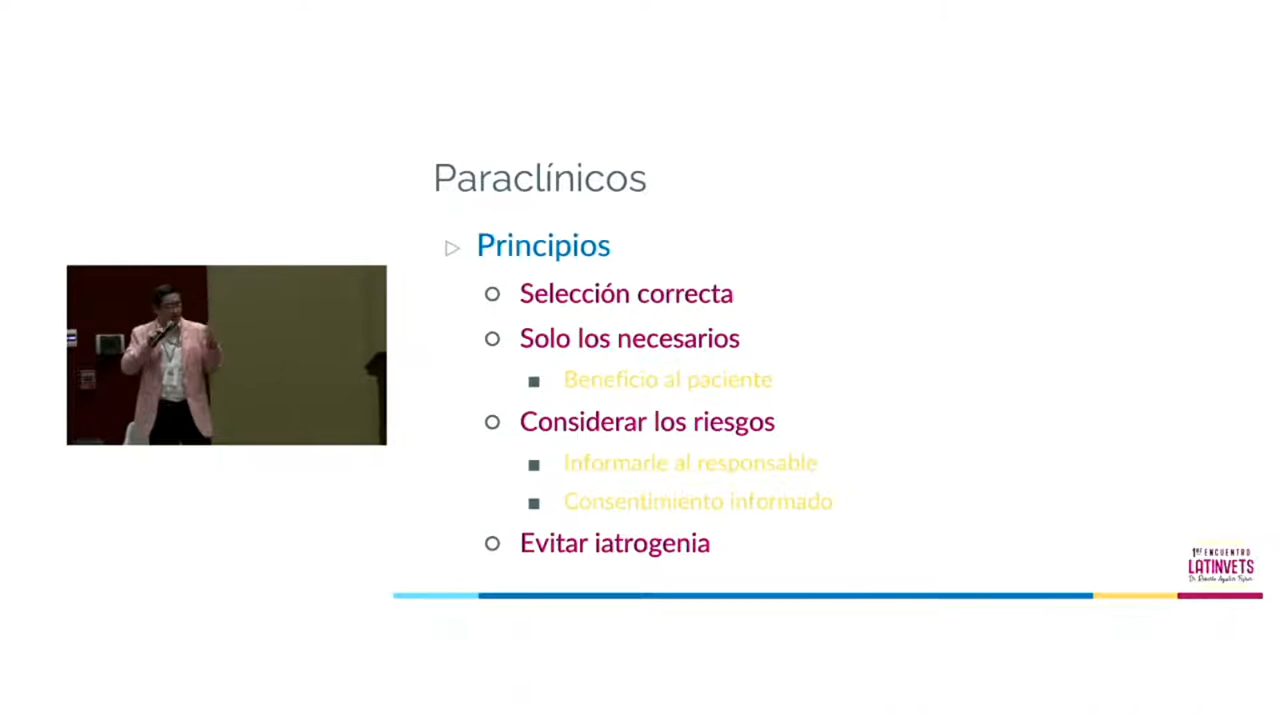 Paraclínicos
Principios
Selección correcta
Solo los necesarios
Beneficio al paciente
Considerar los riesgos
Informarle al responsable
Consentimiento informado
Evitar iatrogenia
1er ENCUENTRO
LATINVETS